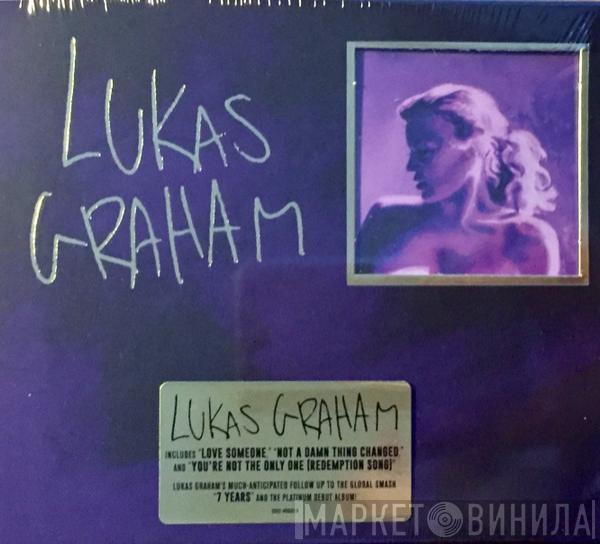 LUKAS
GRAHAM
LUKAS GRAHAM
INCLUDES "LOVE SOMEONE," "NOT A DAMN THING CHANGED,"
AND "YOU'RE NOT THE ONLY ONE (REDEMPTION SONG)"
LUKAS GRAHAM'S MUCH-ANTICIPATED FOLLOW UP TO THE GLOBAL SMASH
"7 YEARS" AND THE PLATINUM DEBUT ALBUM!
МАРКЕТ ВИНИЛА